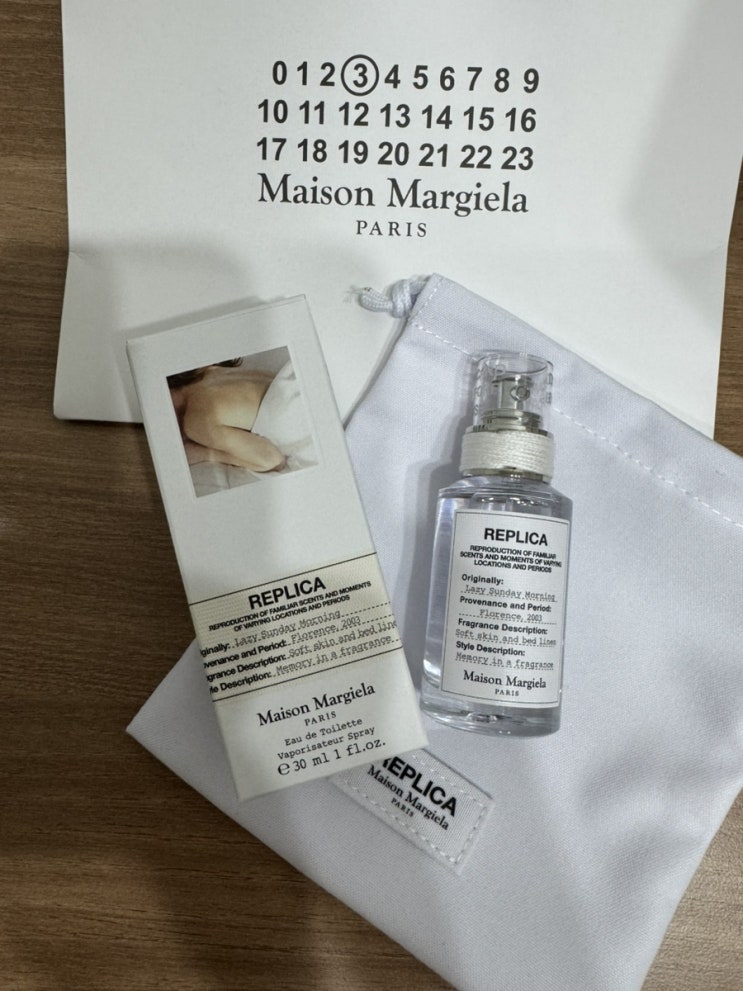 0 1 2 3 4 5 6 7 8 9
10 11 12 13 14 15 16
17 18 19 20 21 22 23
Maison Margiela
PARIS
REPLICA
REPRODUCTION OF FAMILIAR SCENTS AND MOMENTS
OF VARYING LOCATIONS AND PERIODS
ginally: Lazy Sunday Morning
venance and Period: Florence, 2003
grance Description: Soft skin and bed line
le Description: Memory in a fragrance
Maison Margiela
PARIS
Eau de Toilette
Vaporisateur Spray
℮ 30 ml 1 fl.oz.
REPLICA
REPRODUCTION OF FAMILIAR
SCENTS AND MOMENTS OF VARYING
LOCATIONS AND PERIODS
Originally:
Lazy Sunday Morning
Provenance and Period:
Florence, 2003
Fragrance Description:
Soft skin and bed linen
Style Description:
Memory in a fragrance
Maison Margiela
PARIS
REPLICA
Maison Margiela
PARIS